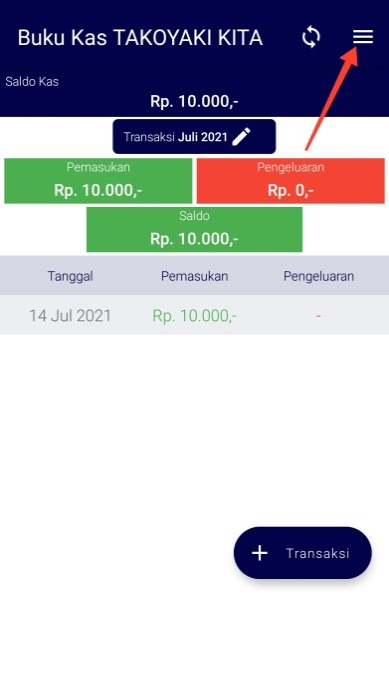 Buku Kas TAKOYAKI KITA
Saldo Kas
Rp. 10.000,-
Transaksi Juli 2021
Pemasukan
Rp. 10.000,-
Pengeluaran
Rp. 0,-
Saldo
Rp. 10.000,-
Tanggal Pemasukan Pengeluaran
14 Jul 2021 Rp. 10.000,- -
+ Transaksi